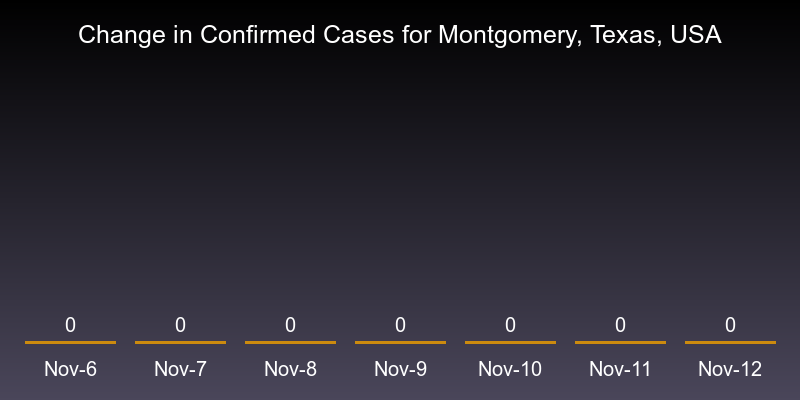 Change in Confirmed Cases for Montgomery, Texas, USA
0 0 0 0 0 0 0
Nov-6 Nov-7 Nov-8 Nov-9 Nov-10 Nov-11 Nov-12